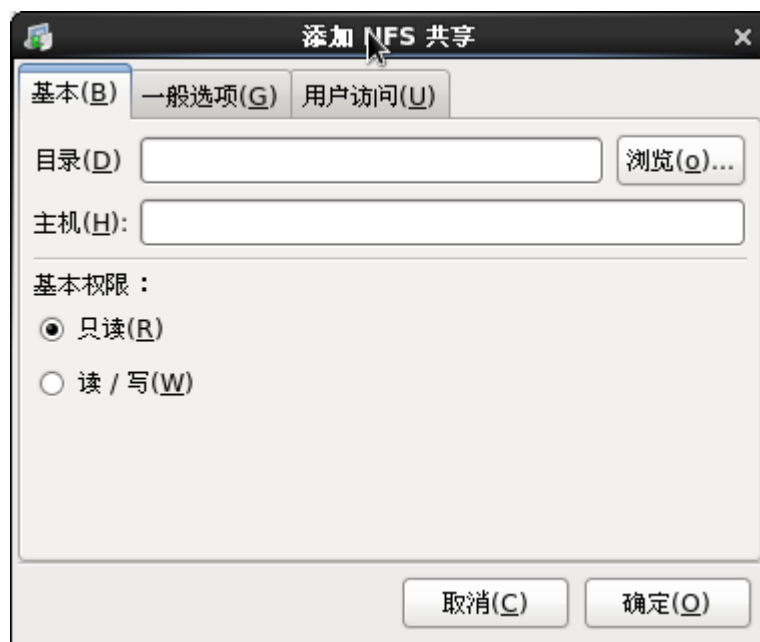 添加 NFS 共享
基本(B) 一般选项(G) 用户访问(U)
目录(D) 浏览(o)...
主机(H):
基本权限：
只读(R)
读 / 写(W)
取消(C) 确定(O)